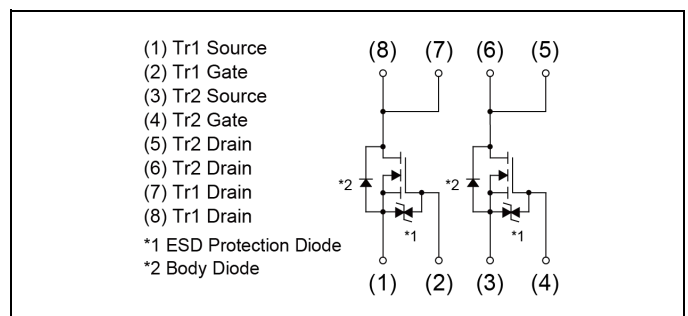 (1) Tr1 Source
(2) Tr1 Gate
(3) Tr2 Source
(4) Tr2 Gate
(5) Tr2 Drain
(6) Tr2 Drain
(7) Tr1 Drain
(8) Tr1 Drain
*1 ESD Protection Diode
*2 Body Diode
(8) (7) (6) (5)
*2 *2
*1 *1
(1) (2) (3) (4)